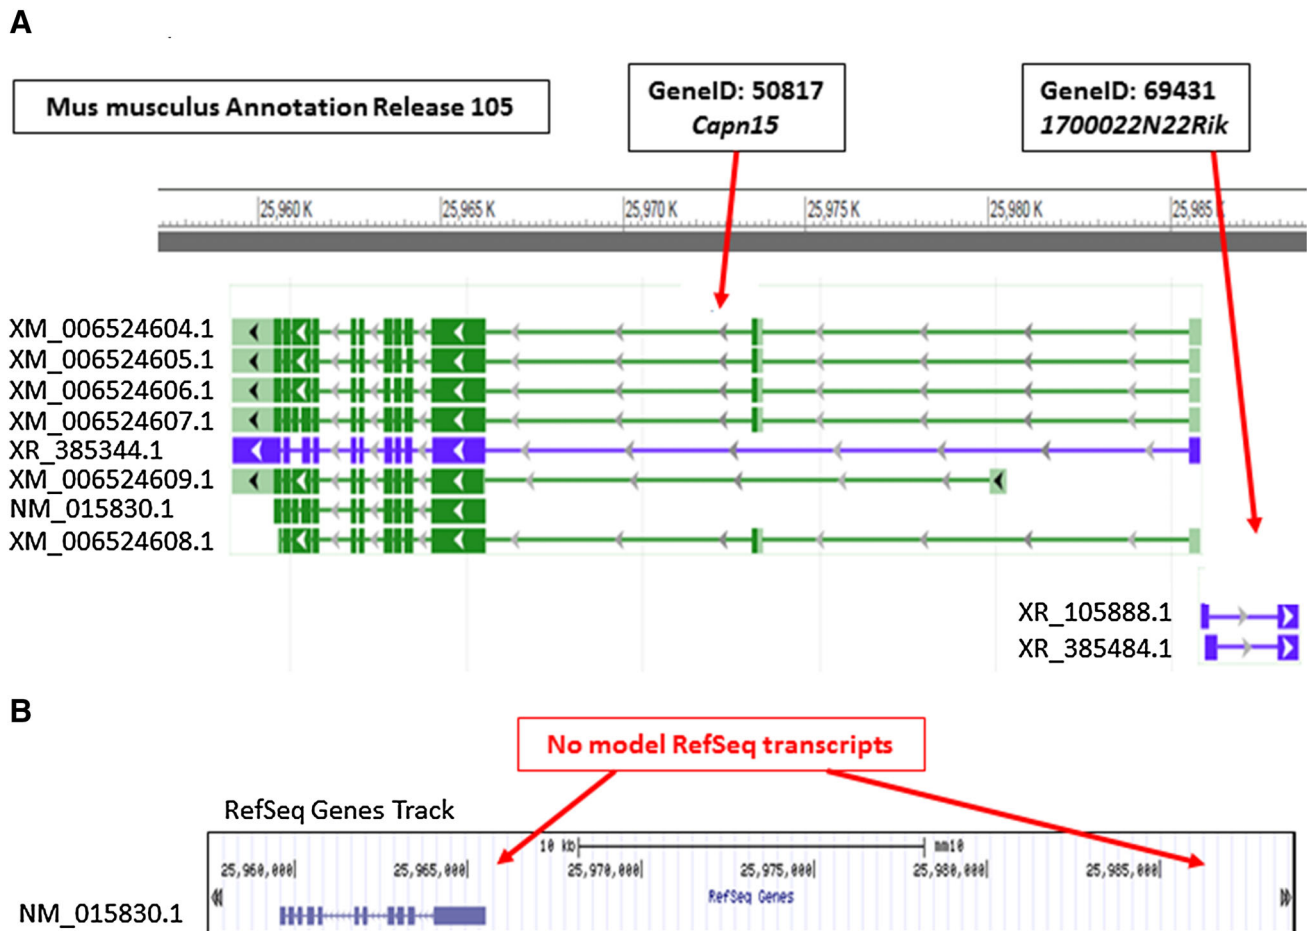 A
Mus musculus Annotation Release 105
GeneID: 50817
Capn15
GeneID: 69431
1700022N22Rik
25,960 K
25,965 K
25,970 K
25,975 K
25,980 K
25,985 K
XM_006524604.1
XM_006524605.1
XM_006524606.1
XM_006524607.1
XR_385344.1
XM_006524609.1
NM_015830.1
XM_006524608.1
XR_105888.1
XR_385484.1
B
No model RefSeq transcripts
RefSeq Genes Track
10 kb
mm10
25,960,000|
25,965,000|
25,970,000|
25,975,000|
25,980,000|
25,985,000|
RefSeq Genes
NM_015830.1